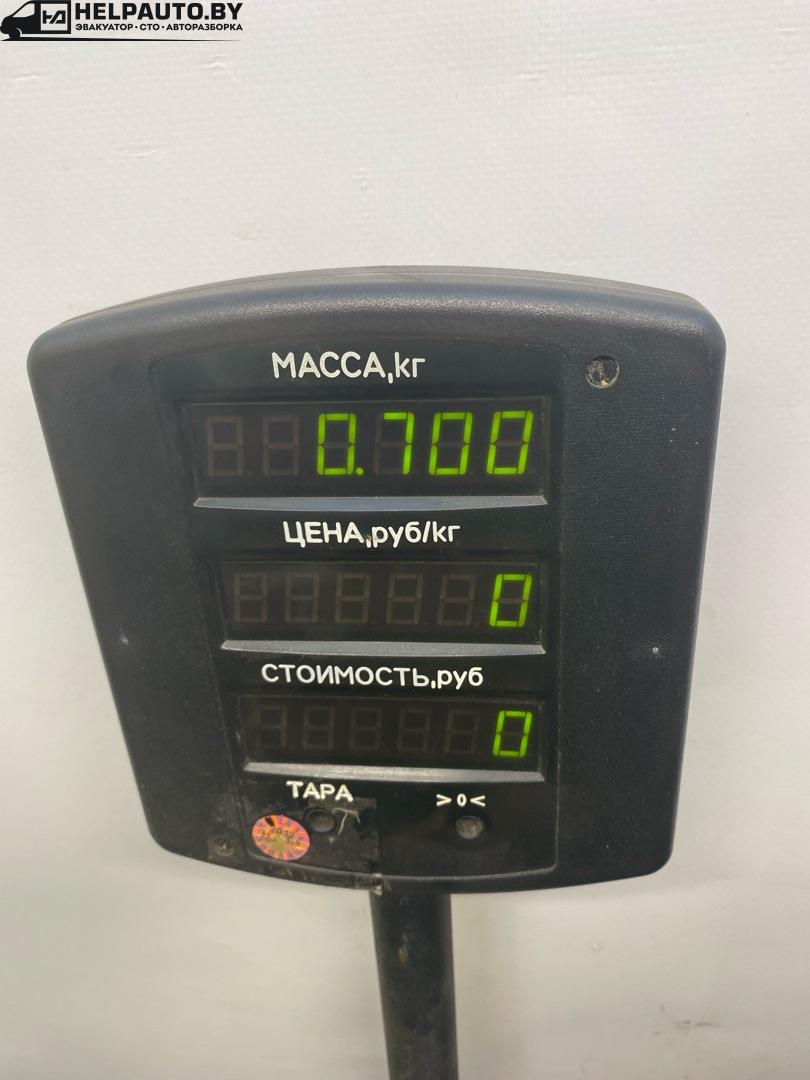 HELPAUTO.BY
ЭВАКУАТОР • СТО • АВТОРАЗБОРКА
МАССА,кг
0.700
ЦЕНА,руб/кг
0
СТОИМОСТЬ,руб
0
ТАРА
>0<